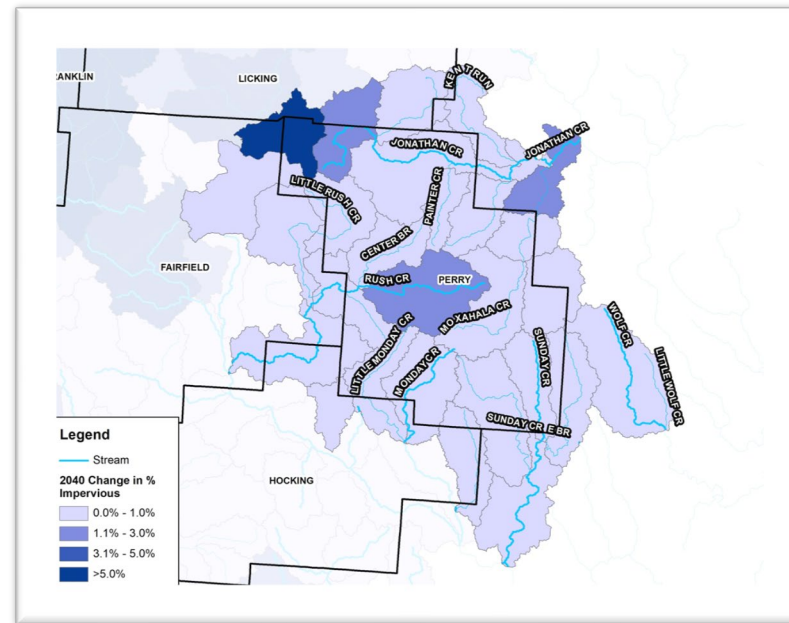 RANKLIN
LICKING
KENT RUN
JONATHAN CR
JONATHAN CR
LITTLE RUSH CR
PAINTER CR
CENTER BR
FAIRFIELD
RUSH CR
PERRY
MOXAHALA CR
LITTLE MONDAY CR
MONDAY CR
SUNDAY CR
WOLF CR
LITTLE WOLF CR
SUNDAY CR E BR
HOCKING
Legend
Stream
2040 Change in %
Impervious
0.0% - 1.0%
1.1% - 3.0%
3.1% - 5.0%
>5.0%